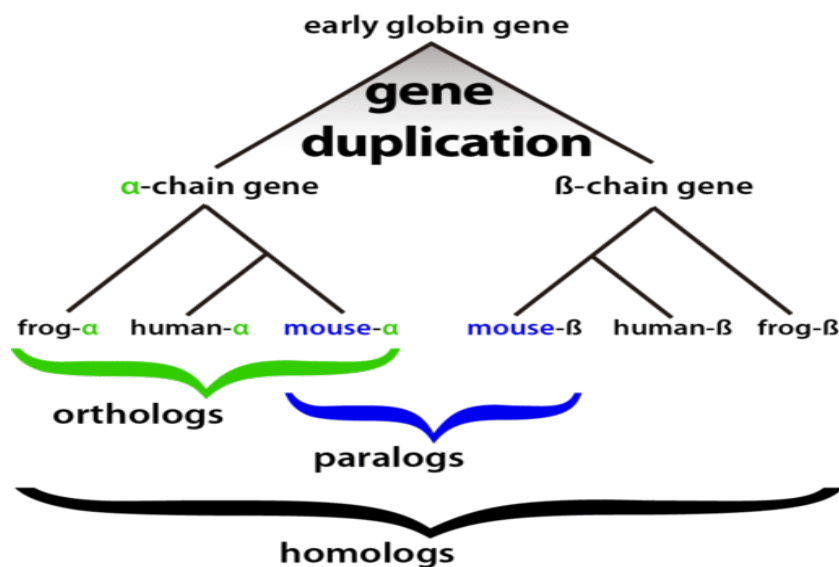 early globin gene
gene
duplication
α-chain gene
ß-chain gene
frog-α
human-α
mouse-α
mouse-ß
human-ß
frog-ß
orthologs
paralogs
homologs